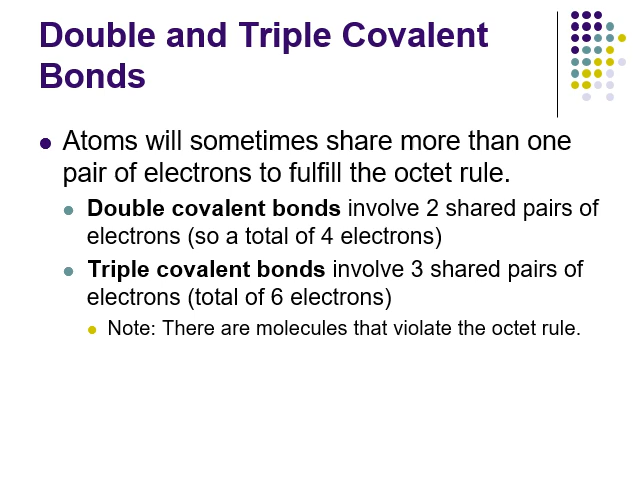 Double and Triple Covalent
Bonds
Atoms will sometimes share more than one
pair of electrons to fulfill the octet rule.
Double covalent bonds involve 2 shared pairs of
electrons (so a total of 4 electrons)
Triple covalent bonds involve 3 shared pairs of
electrons (total of 6 electrons)
Note: There are molecules that violate the octet rule.